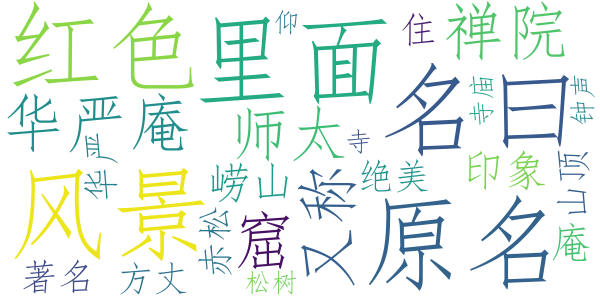 红色
里面
仰
住
禅院
华严庵
师太
名曰
寺庙
钟声
寺
华严
风景
崂山
绝美
印象
山顶
赤松
窟
又称
原名
庵
著名
方丈
松树